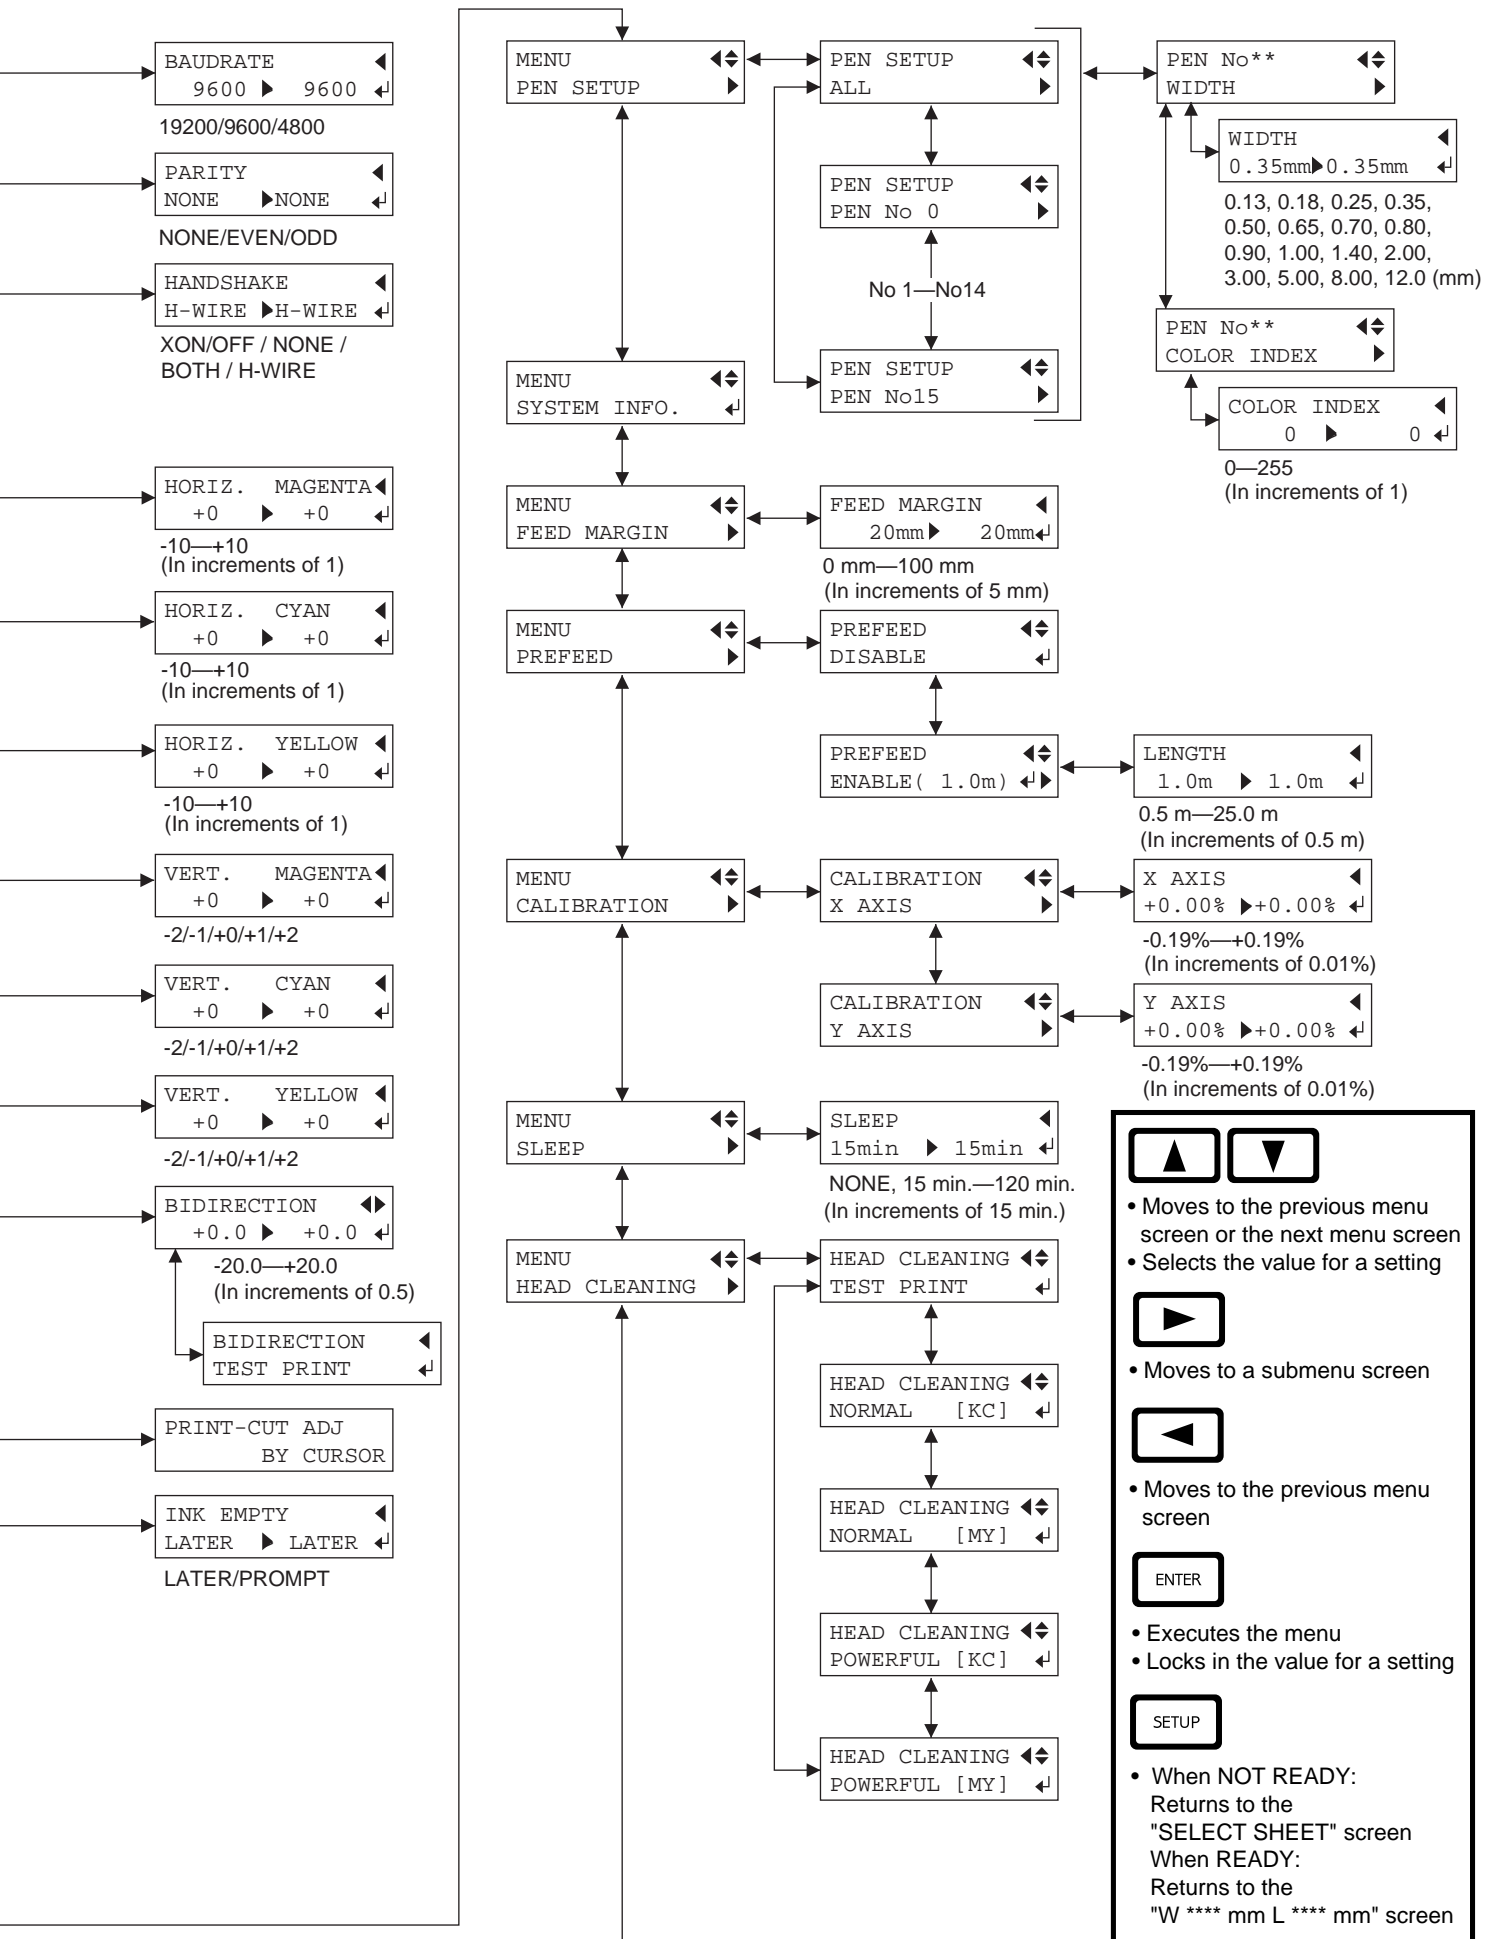 BAUDRATE
9600 9600
19200/9600/4800
PARITY
NONE NONE
NONE/EVEN/ODD
HANDSHAKE
H-WIRE H-WIRE
XON/OFF / NONE /
BOTH / H-WIRE
HORIZ. MAGENTA
+0 +0
-10—+10
(In increments of 1)
HORIZ. CYAN
+0 +0
-10—+10
(In increments of 1)
HORIZ. YELLOW
+0 +0
-10—+10
(In increments of 1)
VERT. MAGENTA
+0 +0
-2/-1/+0/+1/+2
VERT. CYAN
+0 +0
-2/-1/+0/+1/+2
VERT. YELLOW
+0 +0
-2/-1/+0/+1/+2
BIDIRECTION
+0.0 +0.0
-20.0—+20.0
(In increments of 0.5)
BIDIRECTION
TEST PRINT
PRINT-CUT ADJ
BY CURSOR
INK EMPTY
LATER LATER
LATER/PROMPT
MENU
PEN SETUP
MENU
SYSTEM INFO.
MENU
FEED MARGIN
MENU
PREFEED
MENU
CALIBRATION
MENU
SLEEP
MENU
HEAD CLEANING
PEN SETUP
ALL
PEN SETUP
PEN No 0
No 1—No14
PEN SETUP
PEN No15
FEED MARGIN
20mm 20mm
0 mm—100 mm
(In increments of 5 mm)
PREFEED
DISABLE
PREFEED
ENABLE( 1.0m)
CALIBRATION
X AXIS
CALIBRATION
Y AXIS
SLEEP
15min 15min
NONE, 15 min.—120 min.
(In increments of 15 min.)
HEAD CLEANING
TEST PRINT
HEAD CLEANING
NORMAL [KC]
HEAD CLEANING
NORMAL [MY]
HEAD CLEANING
POWERFUL [KC]
HEAD CLEANING
POWERFUL [MY]
PEN No**
WIDTH
WIDTH
0.35mm 0.35mm
0.13, 0.18, 0.25, 0.35,
0.50, 0.65, 0.70, 0.80,
0.90, 1.00, 1.40, 2.00,
3.00, 5.00, 8.00, 12.0 (mm)
PEN No**
COLOR INDEX
COLOR INDEX
0 0
0—255
(In increments of 1)
LENGTH
1.0m 1.0m
0.5 m—25.0 m
(In increments of 0.5 m)
X AXIS
+0.00% +0.00%
-0.19%—+0.19%
(In increments of 0.01%)
Y AXIS
+0.00% +0.00%
-0.19%—+0.19%
(In increments of 0.01%)
• Moves to the previous menu
screen or the next menu screen
• Selects the value for a setting
• Moves to a submenu screen
• Moves to the previous menu
screen
ENTER
• Executes the menu
• Locks in the value for a setting
SETUP
• When NOT READY:
Returns to the
"SELECT SHEET" screen
When READY:
Returns to the
"W **** mm L **** mm" screen